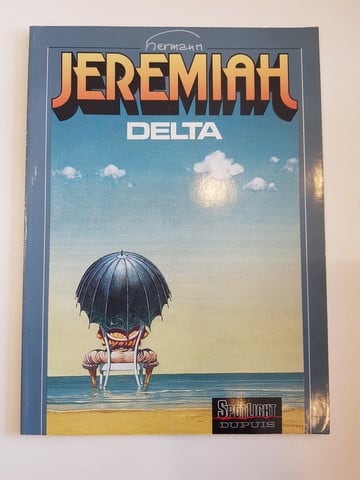 hermann
JEREMIAH
DELTA
SPOTLIGHT
DUPUIS